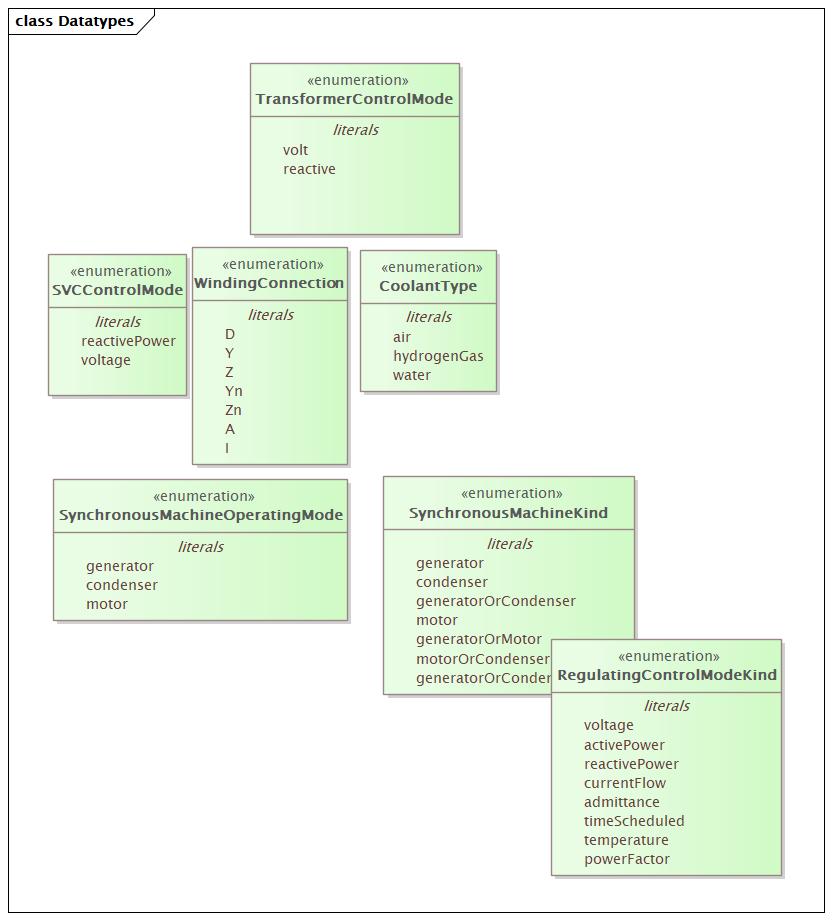 class Datatypes
«enumeration»
TransformerControlMode
literals
volt
reactive
«enumeration»
SVCControlMode
literals
reactivePower
voltage
«enumeration»
WindingConnection
literals
D
Y
Z
Yn
Zn
A
I
«enumeration»
CoolantType
literals
air
hydrogenGas
water
«enumeration»
SynchronousMachineOperatingMode
literals
generator
condenser
motor
«enumeration»
SynchronousMachineKind
literals
generator
condenser
generatorOrCondenser
motor
generatorOrMotor
motorOrCondenser
«enumeration»
RegulatingControlModeKind
literals
voltage
activePower
reactivePower
currentFlow
admittance
timeScheduled
temperature
powerFactor